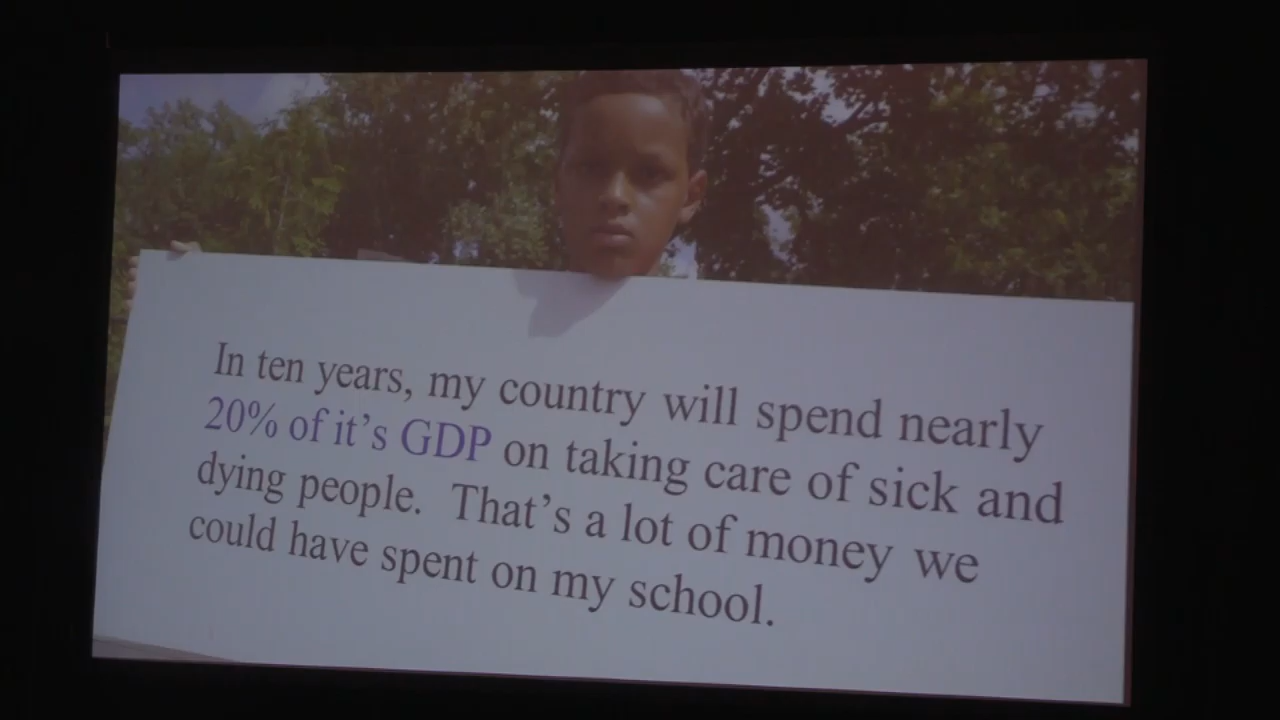 In ten years, my country will spend nearly
20% of it's GDP on taking care of sick and
dying people. That's a lot of money we
could have spent on my school.